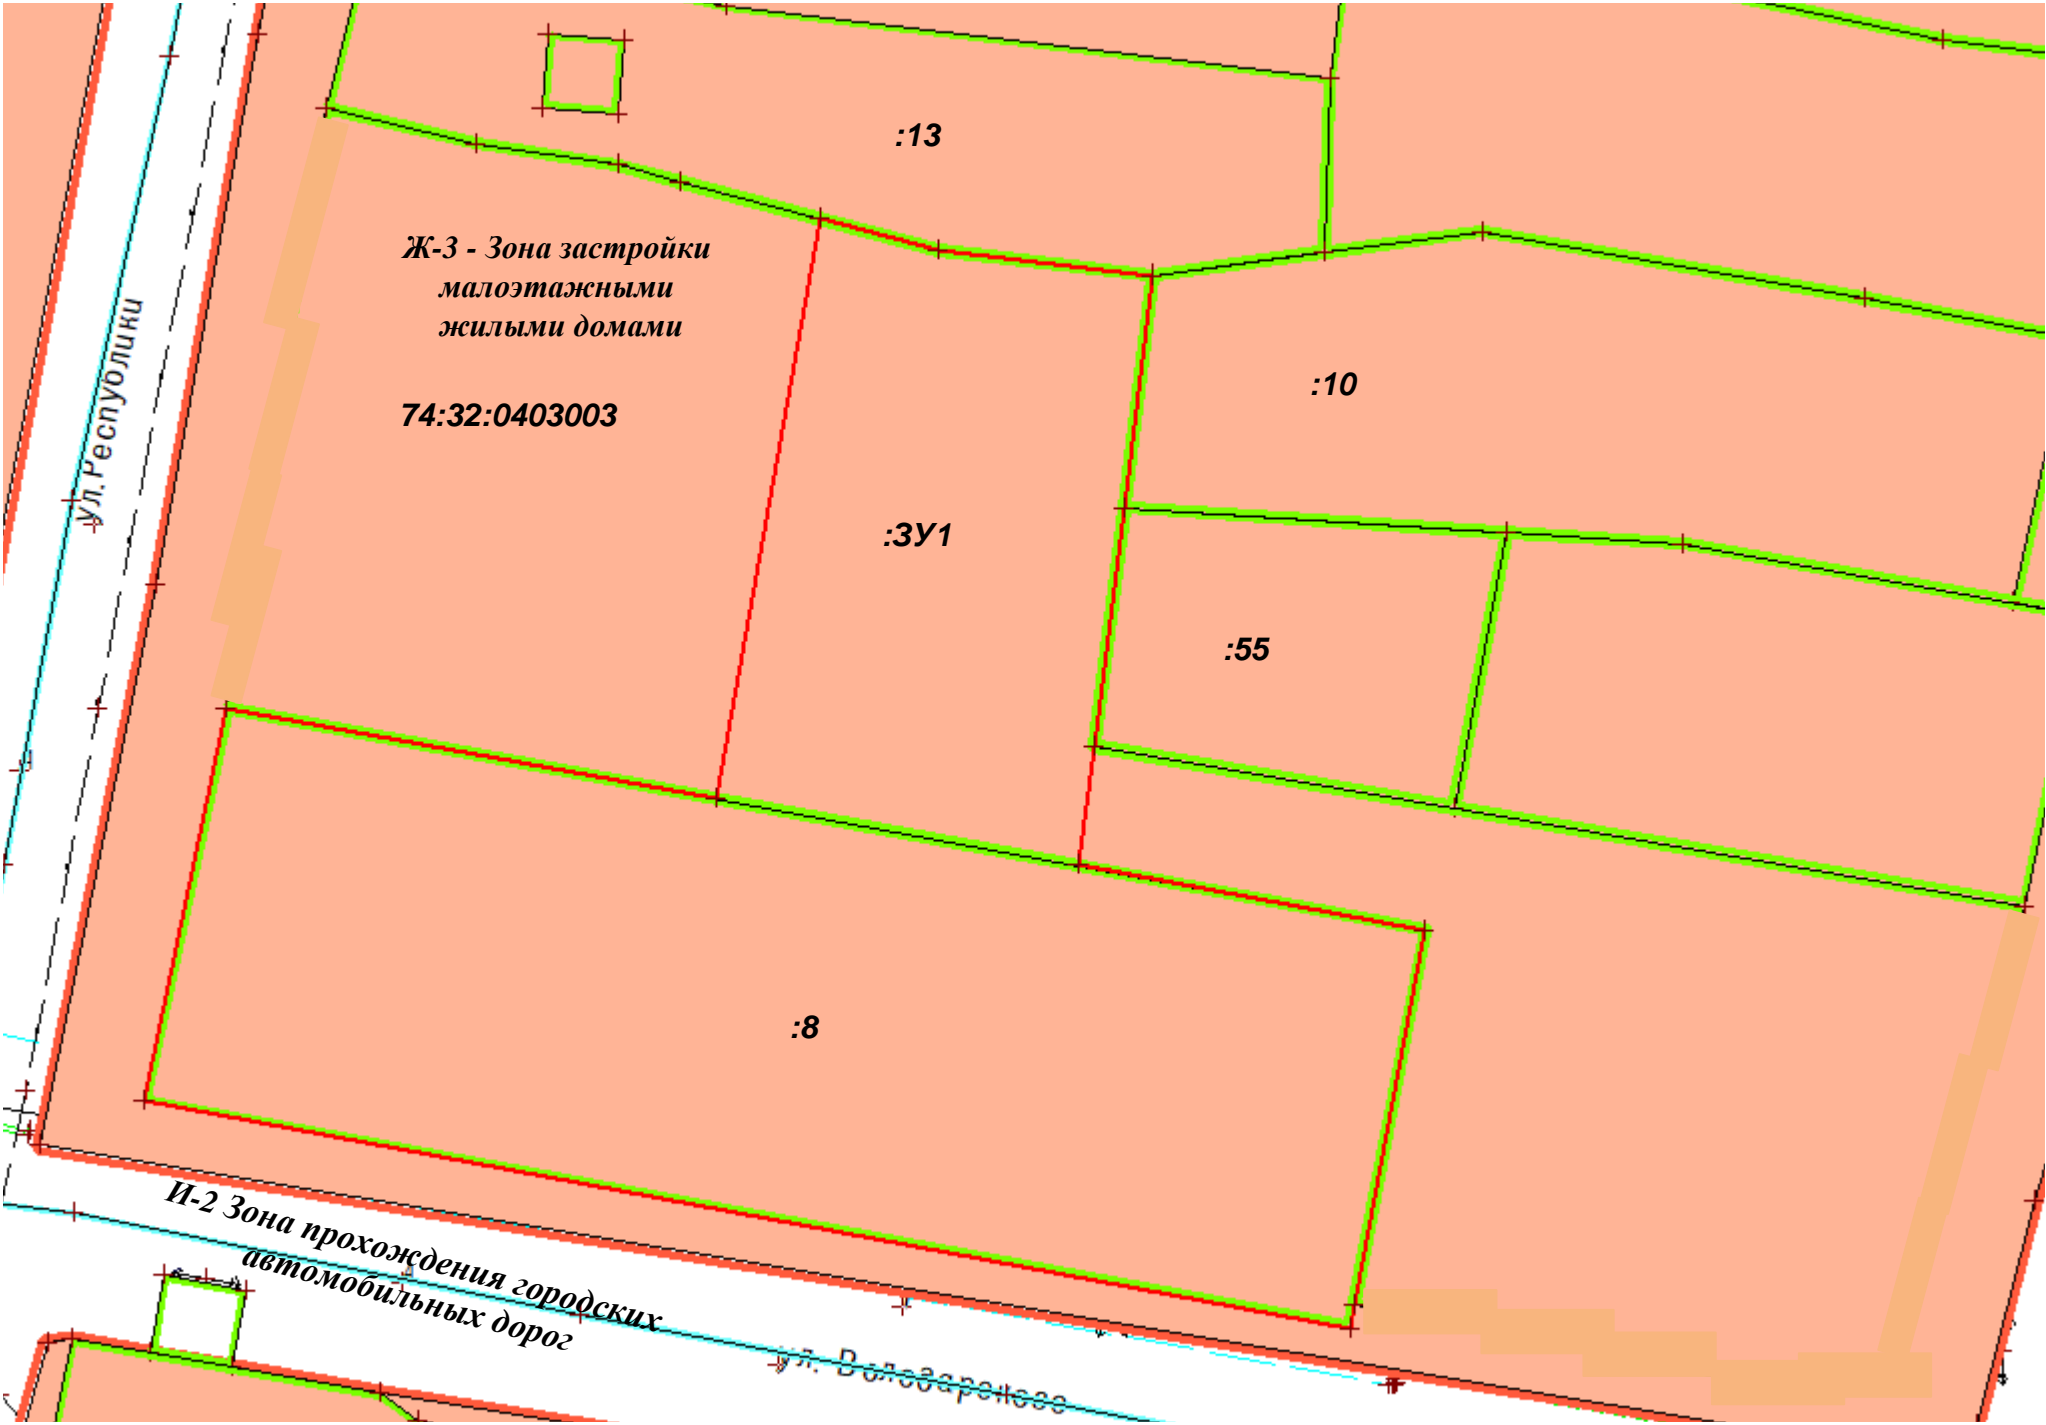 :13
Ж-3 - Зона застройки
малоэтажными
жилыми домами
ул.Республики
:10
74:32:0403003
:ЗУ1
:55
:8
И-2 Зона прохождения городских
автомобильных дорог
ул.